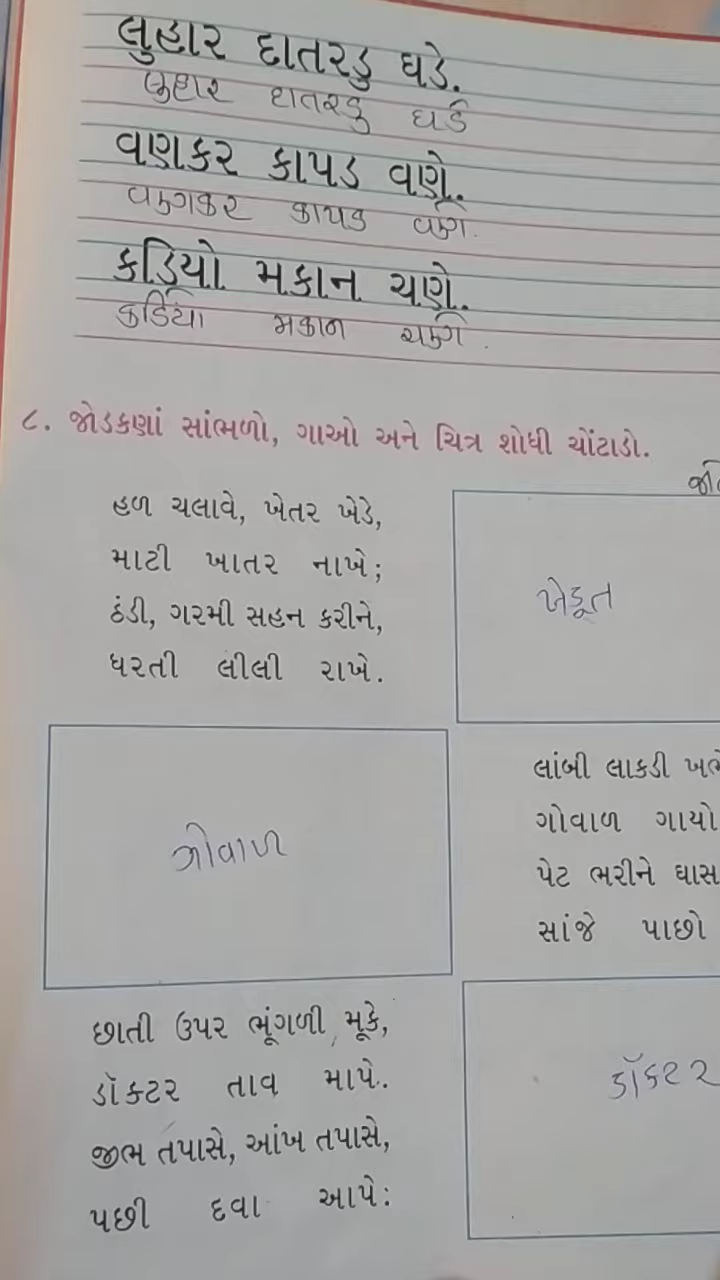 લુહાર દાતરડુ ઘડે.
લુહાર દાતરડુ ઘડે
વણકર કાપડ વણે.
વણકર કાપડ વણે.
કડિયો મકાન ચણે.
કડિયો મકાન ચણે.
૮. જોડકણાં સાંભળો, ગાઓ અને ચિત્ર શોધી ચોંટાડો.
હળ ચલાવે, ખેતર ખેડે,
માટી ખાતર નાખે;
ઠંડી, ગરમી સહન કરીને,
ધરતી લીલી રાખે.
ખેડૂત
ગોવાળ
લાંબી લાકડી
ગોવાળ ગાયો
પેટ ભરીને ઘાસ
સાંજે પાછો
છાતી ઉપર ભૂંગળી મૂકે,
ડૉક્ટર તાવ માપે.
જીભ તપાસે, આંખ તપાસે,
પછી દવા આપે:
ડૉક્ટર